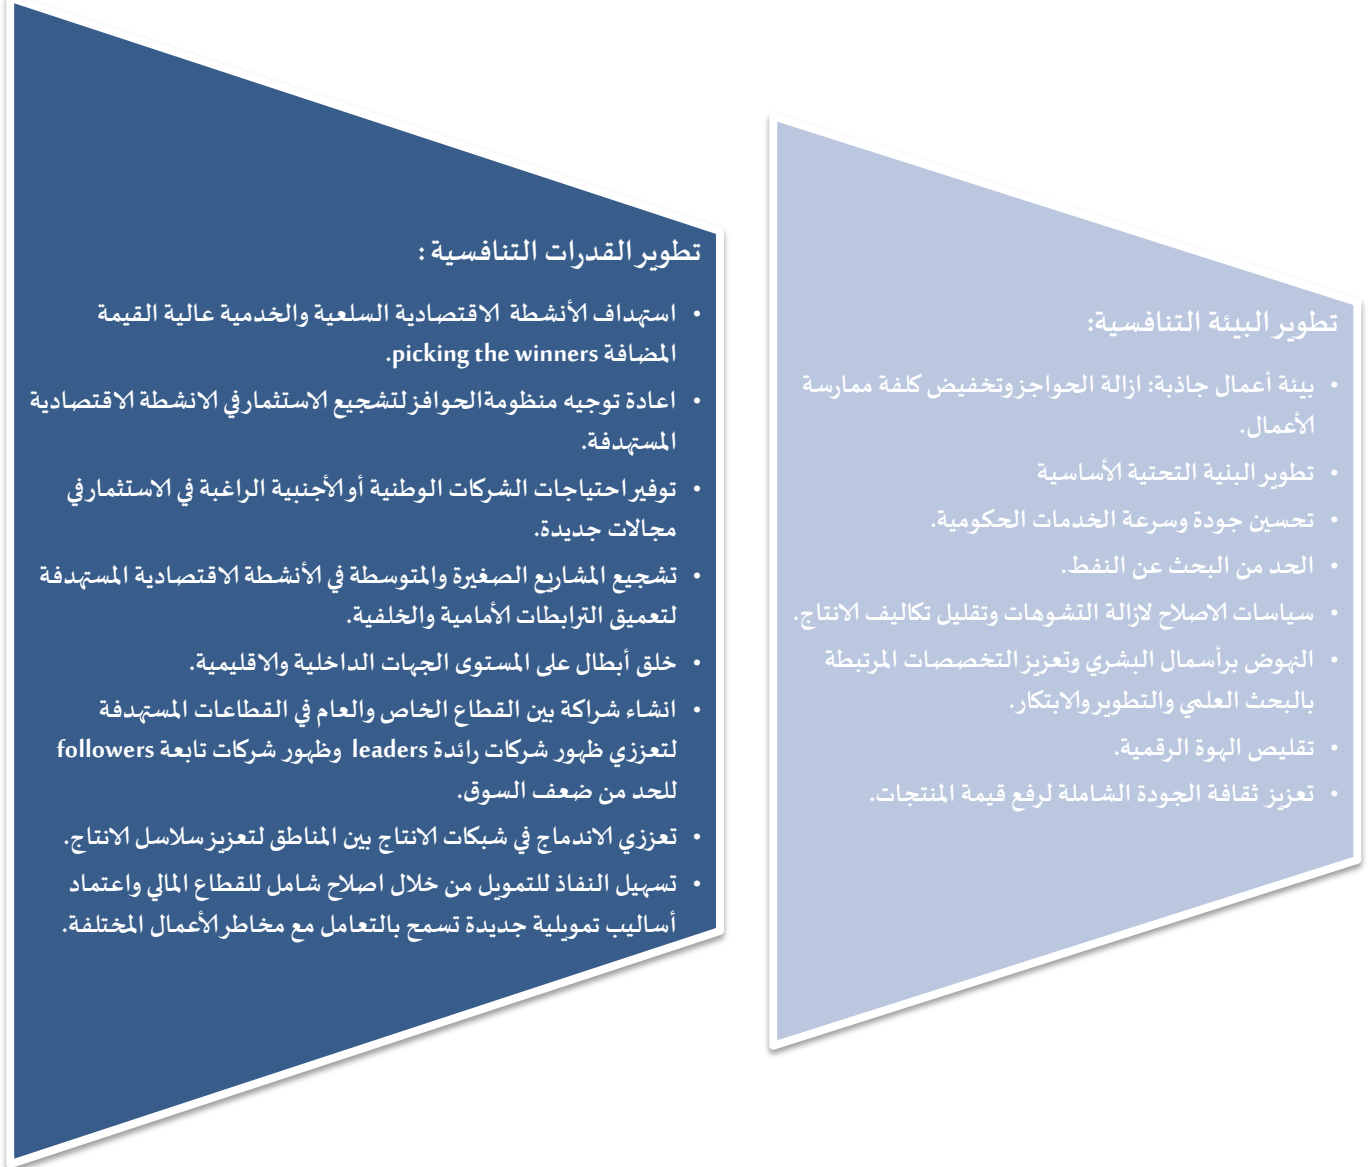 تطوير البيئة التنافسية:
• بيئة أعمال جاذبة: ازالة الحواجز وتخفيض كلفة ممارسة
الأعمال.
• تطوير البنية التحتية الأساسية
• تحسين جودة وسرعة الخدمات الحكومية.
• الحد من البحث عن النفط.
• سياسات الاصلاح لازالة التشوهات وتقليل تكاليف الانتاج.
• النهوض برأسمال البشري وتعزيز التخصصات المرتبطة
بالبحث العلمي والتطوير والابتكار.
• تقليص الهوة الرقمية.
• تعزيز ثقافة الجودة الشاملة لرفع قيمة المنتجات.
تطوير القدرات التنافسية :
• استهداف الأنشطة الاقتصادية السلعية والخدمية عالية القيمة
المضافة picking the winners.
• اعادة توجيه منظومةالحوافز لتشجيع الاستثمار في الانشطة الاقتصادية
المستهدفة.
• توفير احتياجات الشركات الوطنية أو الأجنبية الراغبة في الاستثمار في
مجالات جديدة.
• تشجيع المشاريع الصغيرة والمتوسطة في الأنشطة الاقتصادية المستهدفة
لتعميق الترابطات الأمامية والخلفية.
• خلق أبطال على المستوى الجهات الداخلية والاقليمية.
• انشاء شراكة بين القطاع الخاص والعام في القطاعات المستهدفة
لتعززي ظهور شركات رائدة leaders وظهور شركات تابعة followers
للحد من ضعف السوق.
• تعززي الاندماج في شبكات الانتاج بين المناطق لتعزيز سلاسل الانتاج.
• تسهيل النفاذ للتمويل من خلال اصلاح شامل للقطاع المالي واعتماد
أساليب تمويلية جديدة تسمح بالتعامل مع مخاطر الأعمال المختلفة.